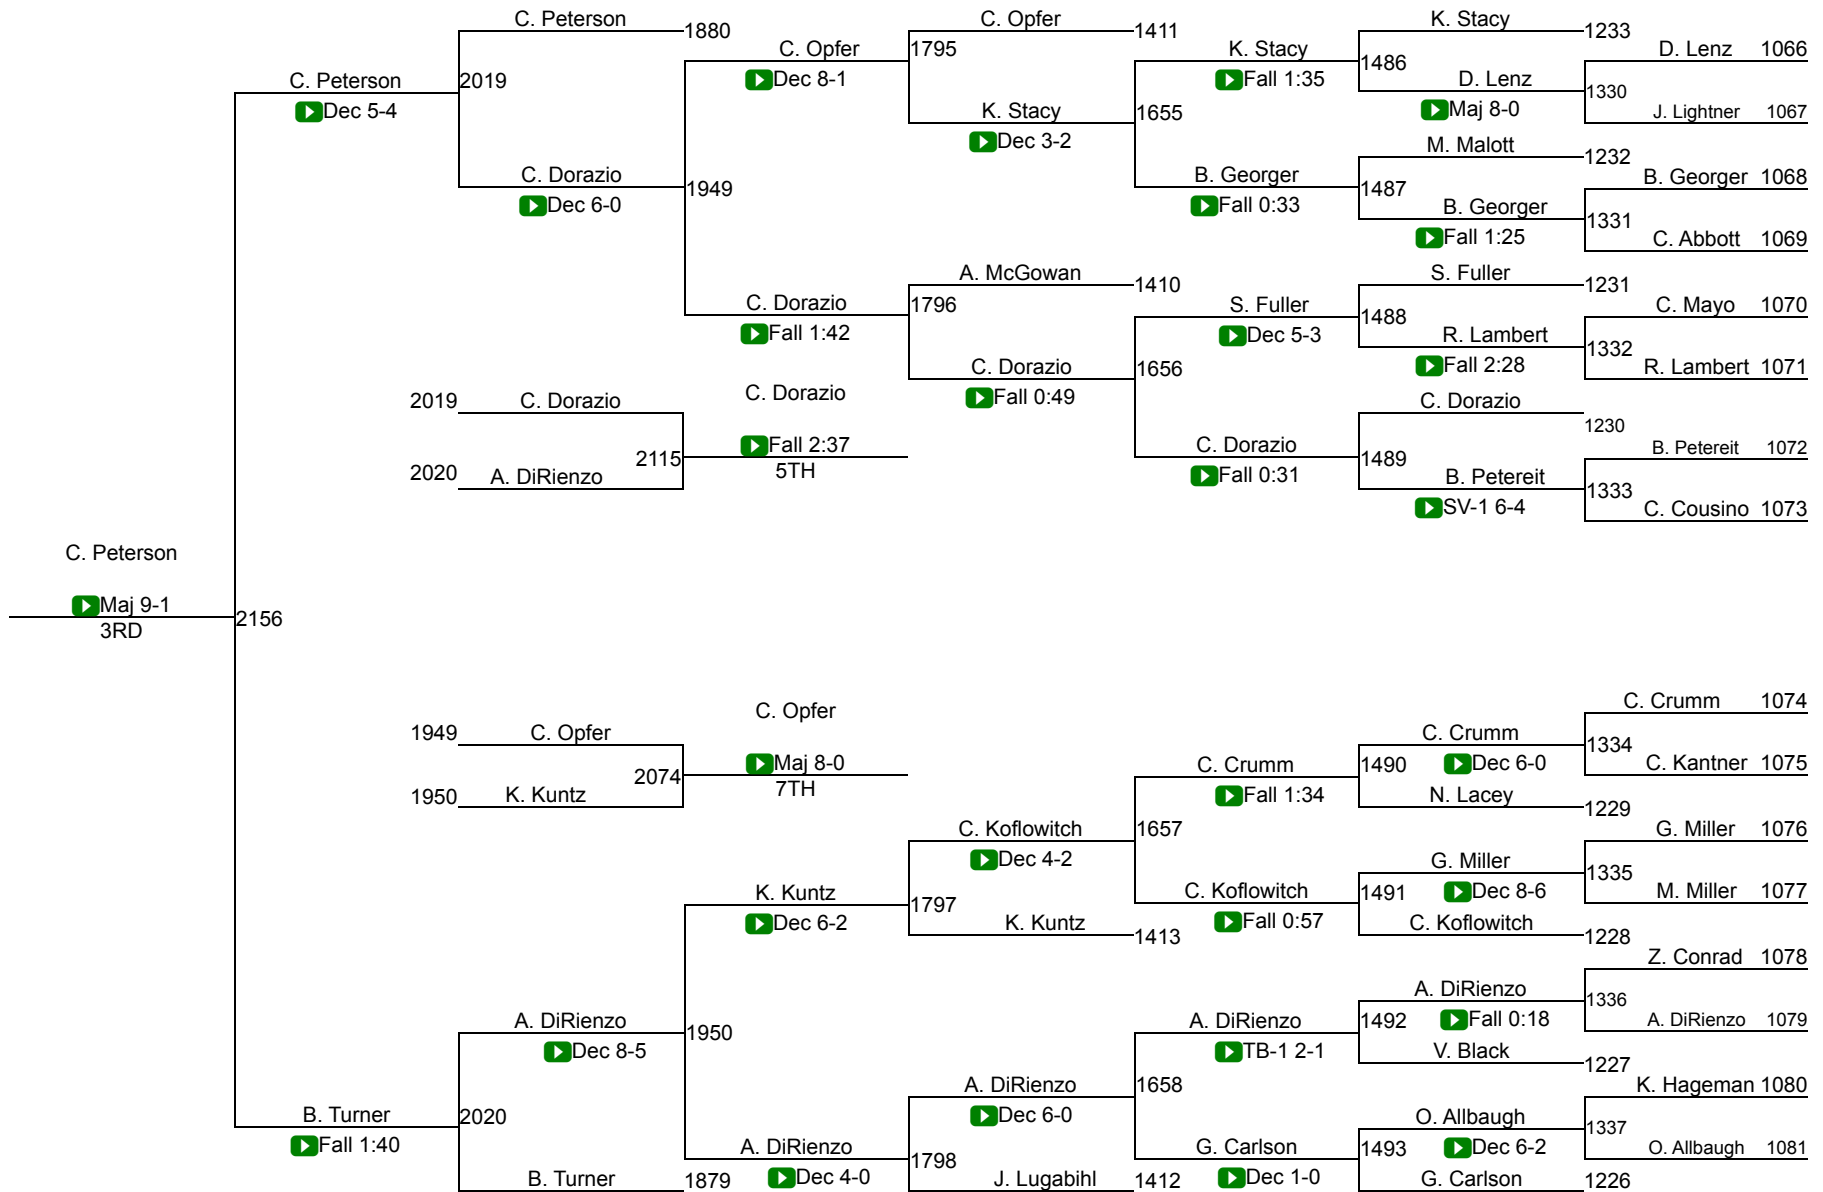 C. Peterson
1880
C. Opfer
1411
K. Stacy
1233
C. Opfer
1795
K. Stacy
D. Lenz 1066
C. Peterson
2019
Dec 8-1
Fall 1:35
1486
D. Lenz
1330
Dec 5-4
K. Stacy
1655
Maj 8-0
J. Lightner 1067
Dec 3-2
M. Malott
1232
C. Dorazio
1949
B. Georger
1487
B. Georger 1068
Dec 6-0
Fall 0:33
B. Georger
1331
Fall 1:25
C. Abbott 1069
A. McGowan
1410
S. Fuller
1231
C. Dorazio
1796
S. Fuller
1488
C. Mayo 1070
Fall 1:42
Dec 5-3
R. Lambert
1332
C. Dorazio
1656
Fall 2:28
R. Lambert 1071
2019
C. Dorazio
C. Dorazio
Fall 0:49
C. Dorazio
1230
2115
Fall 2:37
C. Dorazio
1489
B. Petereit 1072
2020
A. DiRienzo
5TH
Fall 0:31
B. Petereit
1333
SV-1 6-4
C. Cousino 1073
C. Peterson
Maj 9-1
2156
3RD
C. Opfer
C. Crumm 1074
1949
C. Opfer
C. Crumm
1334
2074
Maj 8-0
C. Crumm
1490
Dec 6-0
C. Kantner 1075
1950
K. Kuntz
7TH
Fall 1:34
N. Lacey
1229
C. Koflowitch
1657
G. Miller 1076
Dec 4-2
G. Miller
1335
K. Kuntz
1797
C. Koflowitch
1491
Dec 8-6
M. Miller 1077
Dec 6-2
K. Kuntz
1413
Fall 0:57
C. Koflowitch
1228
Z. Conrad 1078
A. DiRienzo
1336
A. DiRienzo
1950
A. DiRienzo
1492
Fall 0:18
A. DiRienzo 1079
Dec 8-5
TB-1 2-1
V. Black
1227
A. DiRienzo
1658
K. Hageman 1080
B. Turner
2020
Dec 6-0
O. Allbaugh
1337
Fall 1:40
A. DiRienzo
1798
G. Carlson
1493
Dec 6-2
O. Allbaugh 1081
B. Turner
1879
Dec 4-0
J. Lugabihl
1412
Dec 1-0
G. Carlson
1226